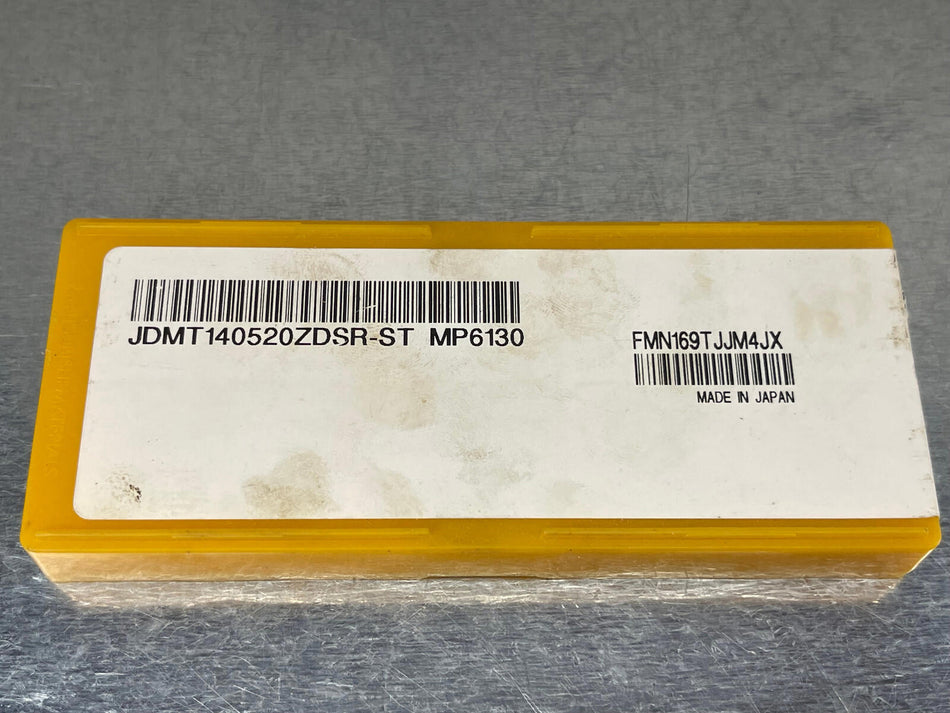 JDMT140520ZDSR-ST MP6130
FMN169TJJM4JX
MADE IN JAPAN